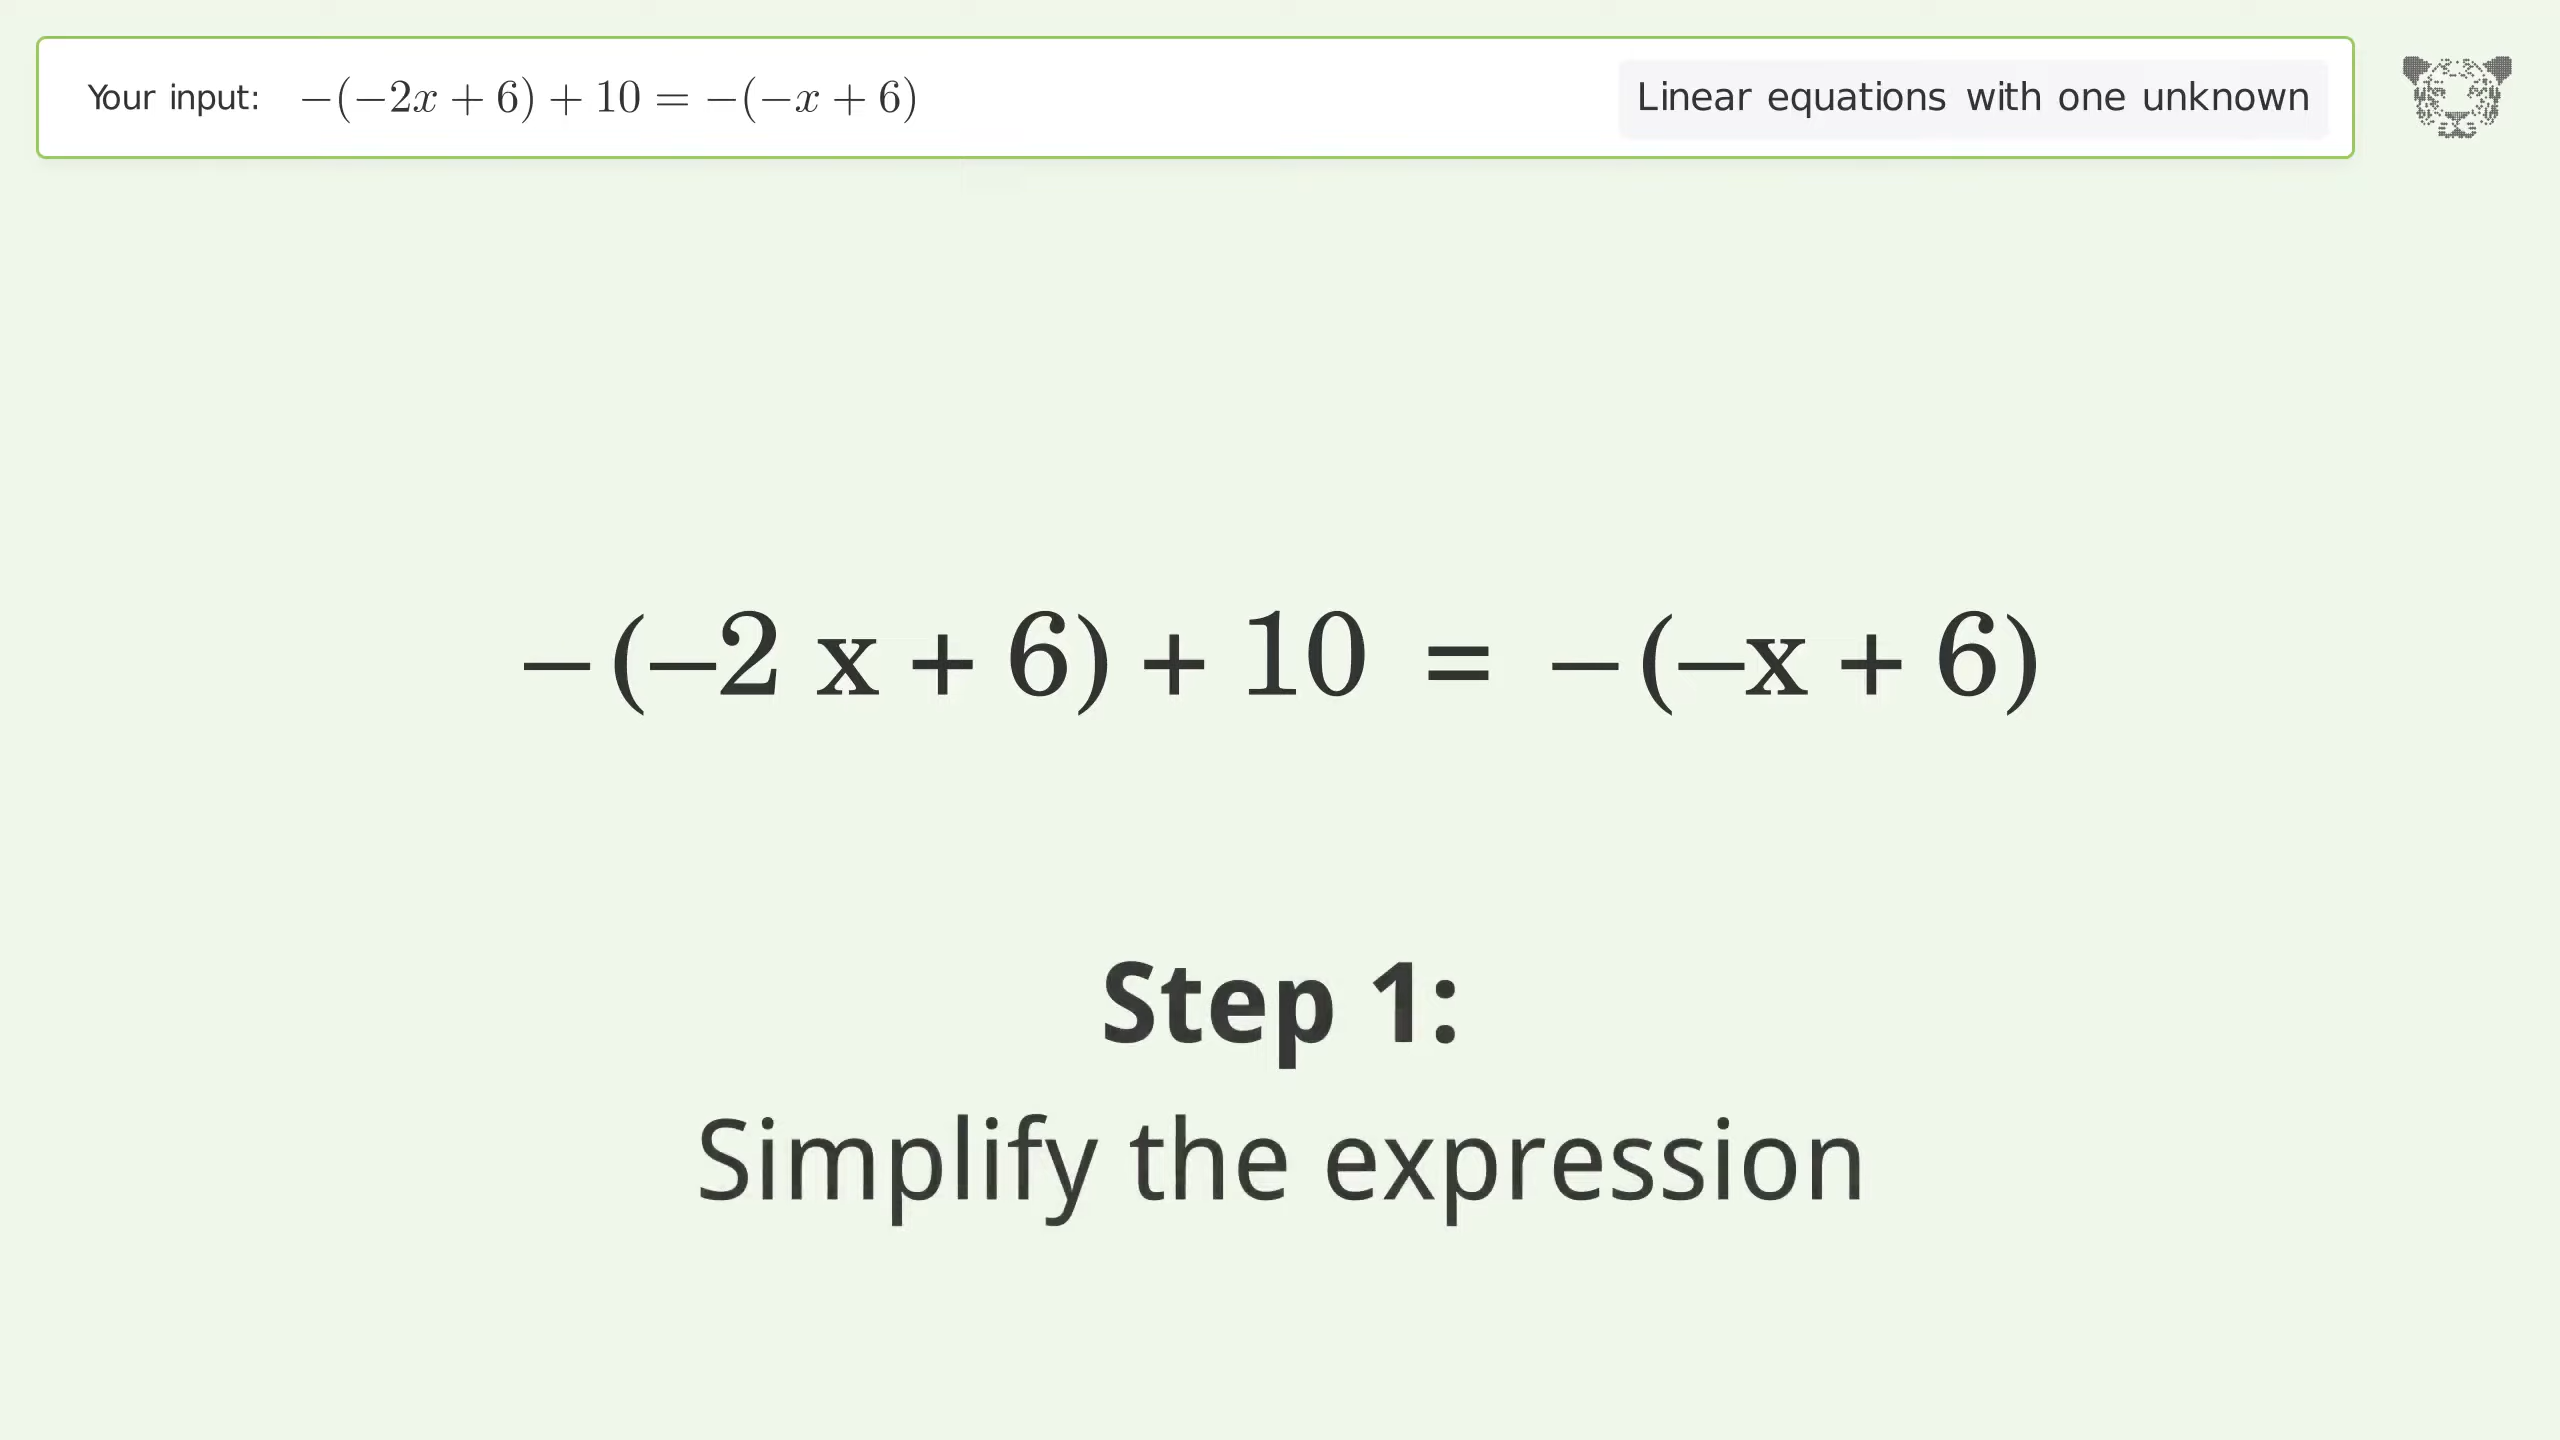 Your input: −(−2x + 6) + 10 = −(−x + 6) Linear equations with one unknown
−(−2 x + 6) + 10 = −(−x + 6)
Step 1:
Simplify the expression